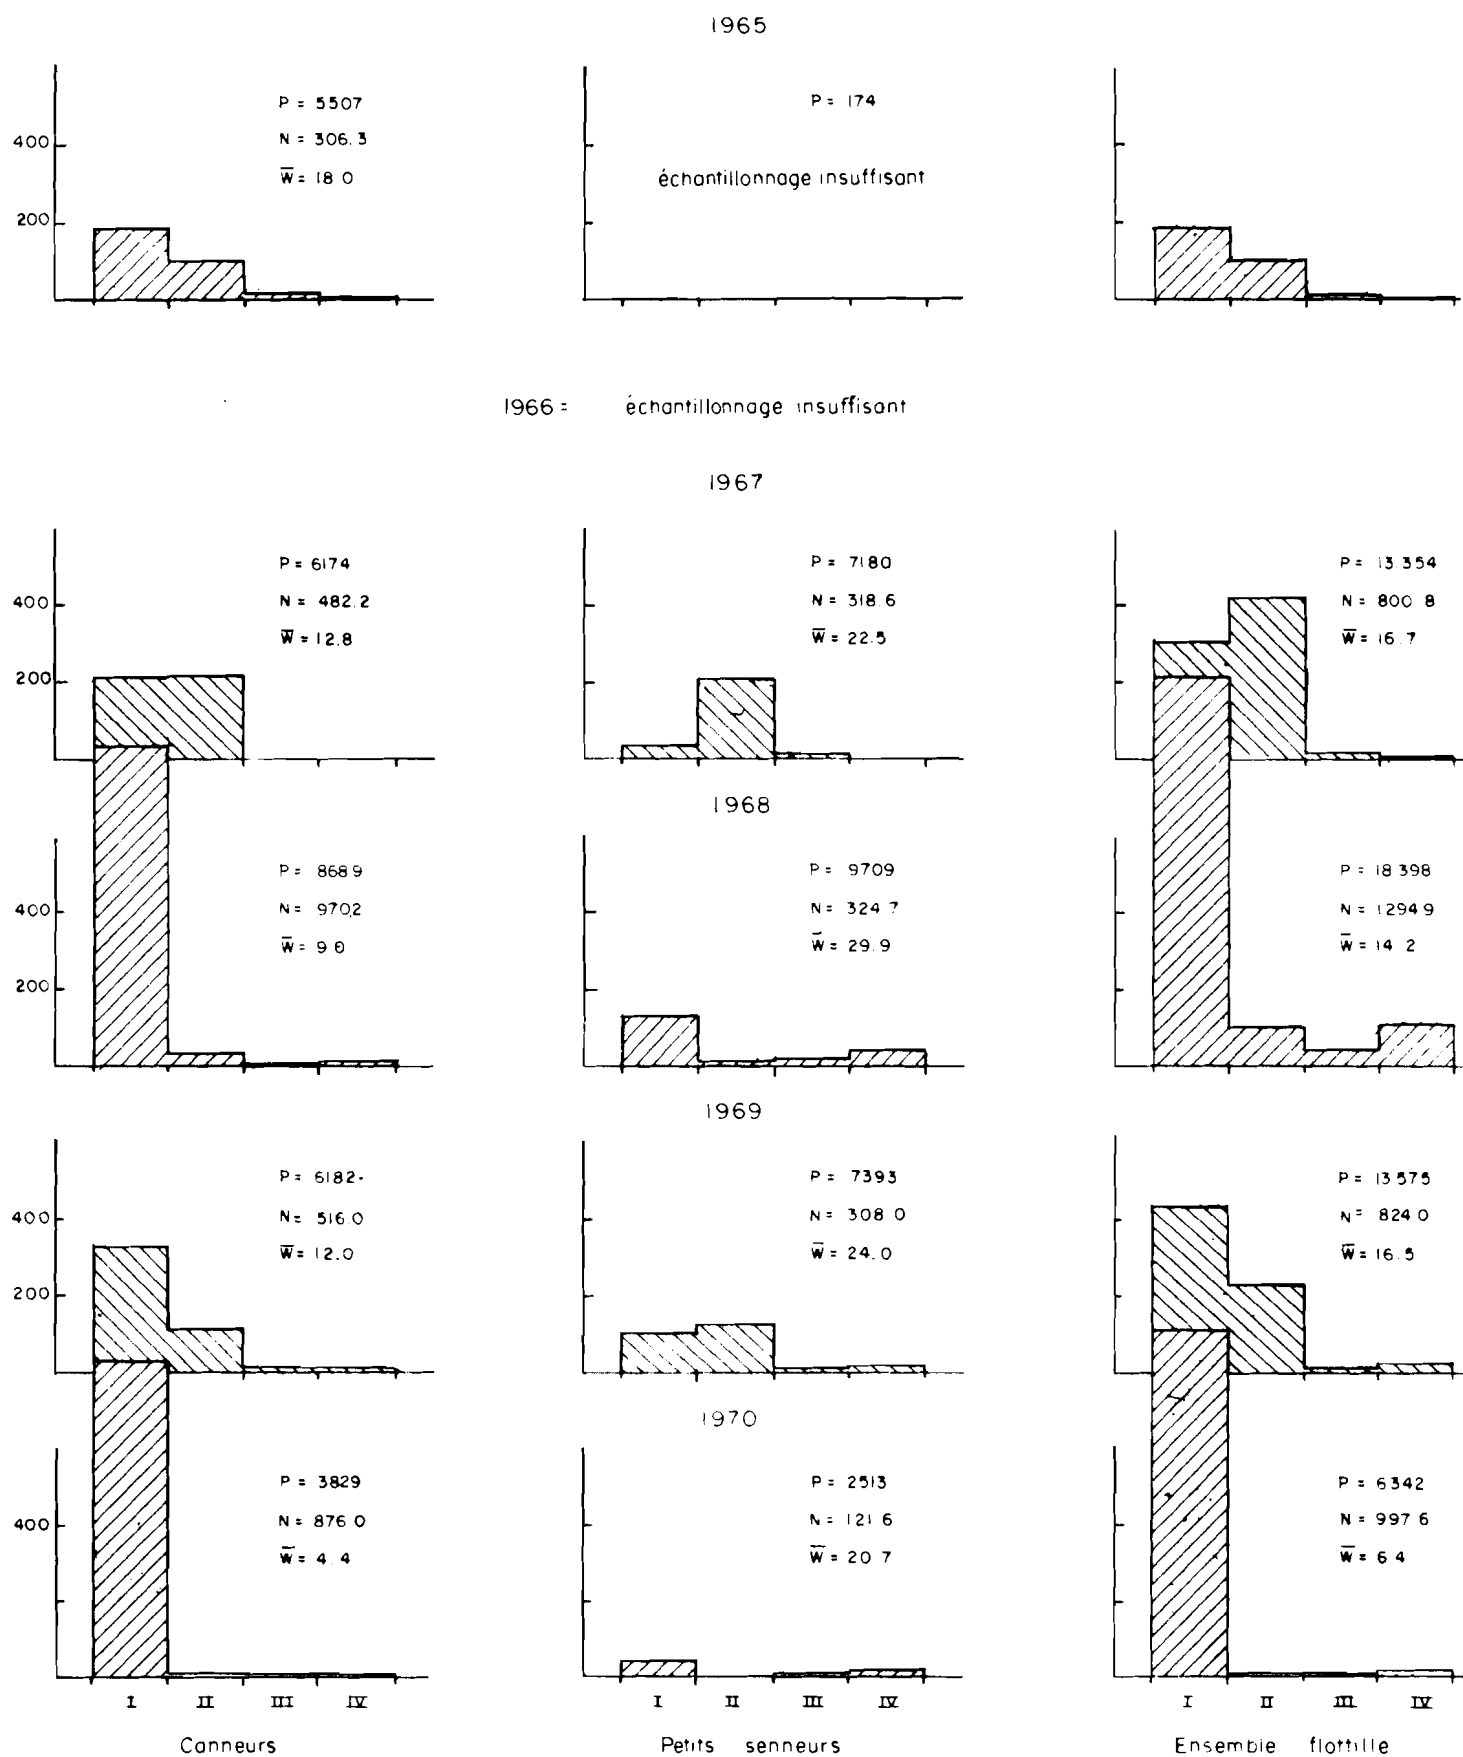 1965
P = 5507
N = 306.3
W̅ = 18.0
400
200
P = 174
échantillonnage insuffisant
1966 = échantillonnage insuffisant
1967
P = 6174
N = 482.2
W̅ = 12.8
400
200
P = 7180
N = 318.6
W̅ = 22.5
P = 13.354
N = 800.8
W̅ = 16.7
1968
P = 8689
N = 970.2
W̅ = 9.0
400
200
P = 9709
N = 324.7
W̅ = 29.9
P = 18 398
N = 1294.9
W̅ = 14.2
1969
P = 6182
N = 516.0
W̅ = 12.0
400
200
P = 7393
N = 308.0
W̅ = 24.0
P = 13 575
N = 824.0
W̅ = 16.5
1970
P = 3829
N = 876.0
W̅ = 4.4
400
P = 2513
N = 121.6
W̅ = 20.7
P = 6342
N = 997.6
W̅ = 6.4
I II III IV
I II III IV
I II III IV
Canneurs
Petits senneurs
Ensemble flottille